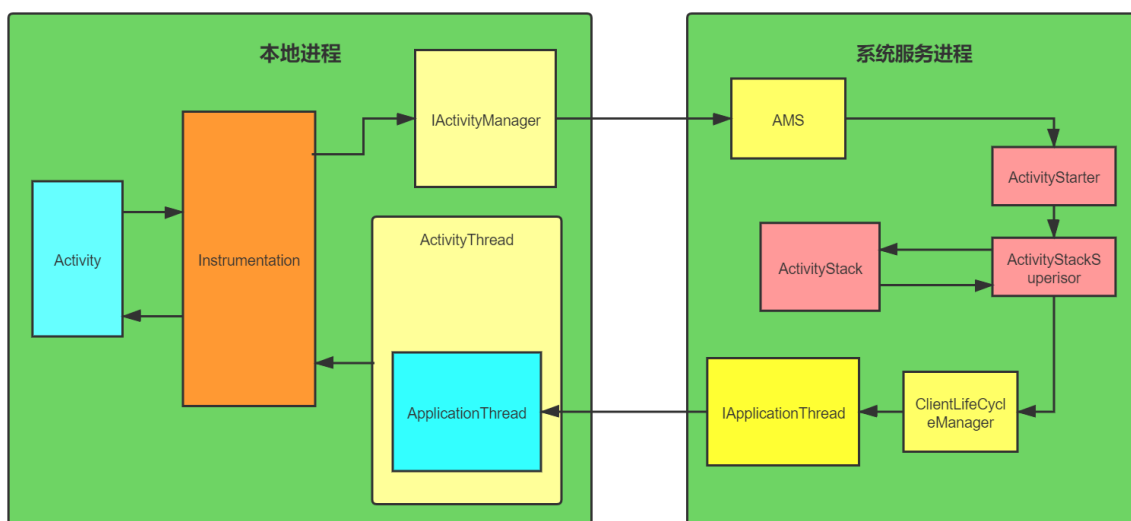 本地进程
Activity
Instrumentation
IActivityManager
ActivityThread
ApplicationThread
系统服务进程
AMS
ActivityStarter
ActivityStack
ActivityStackS
uperisor
IApplicationThread
ClientLifeCycl
eManager